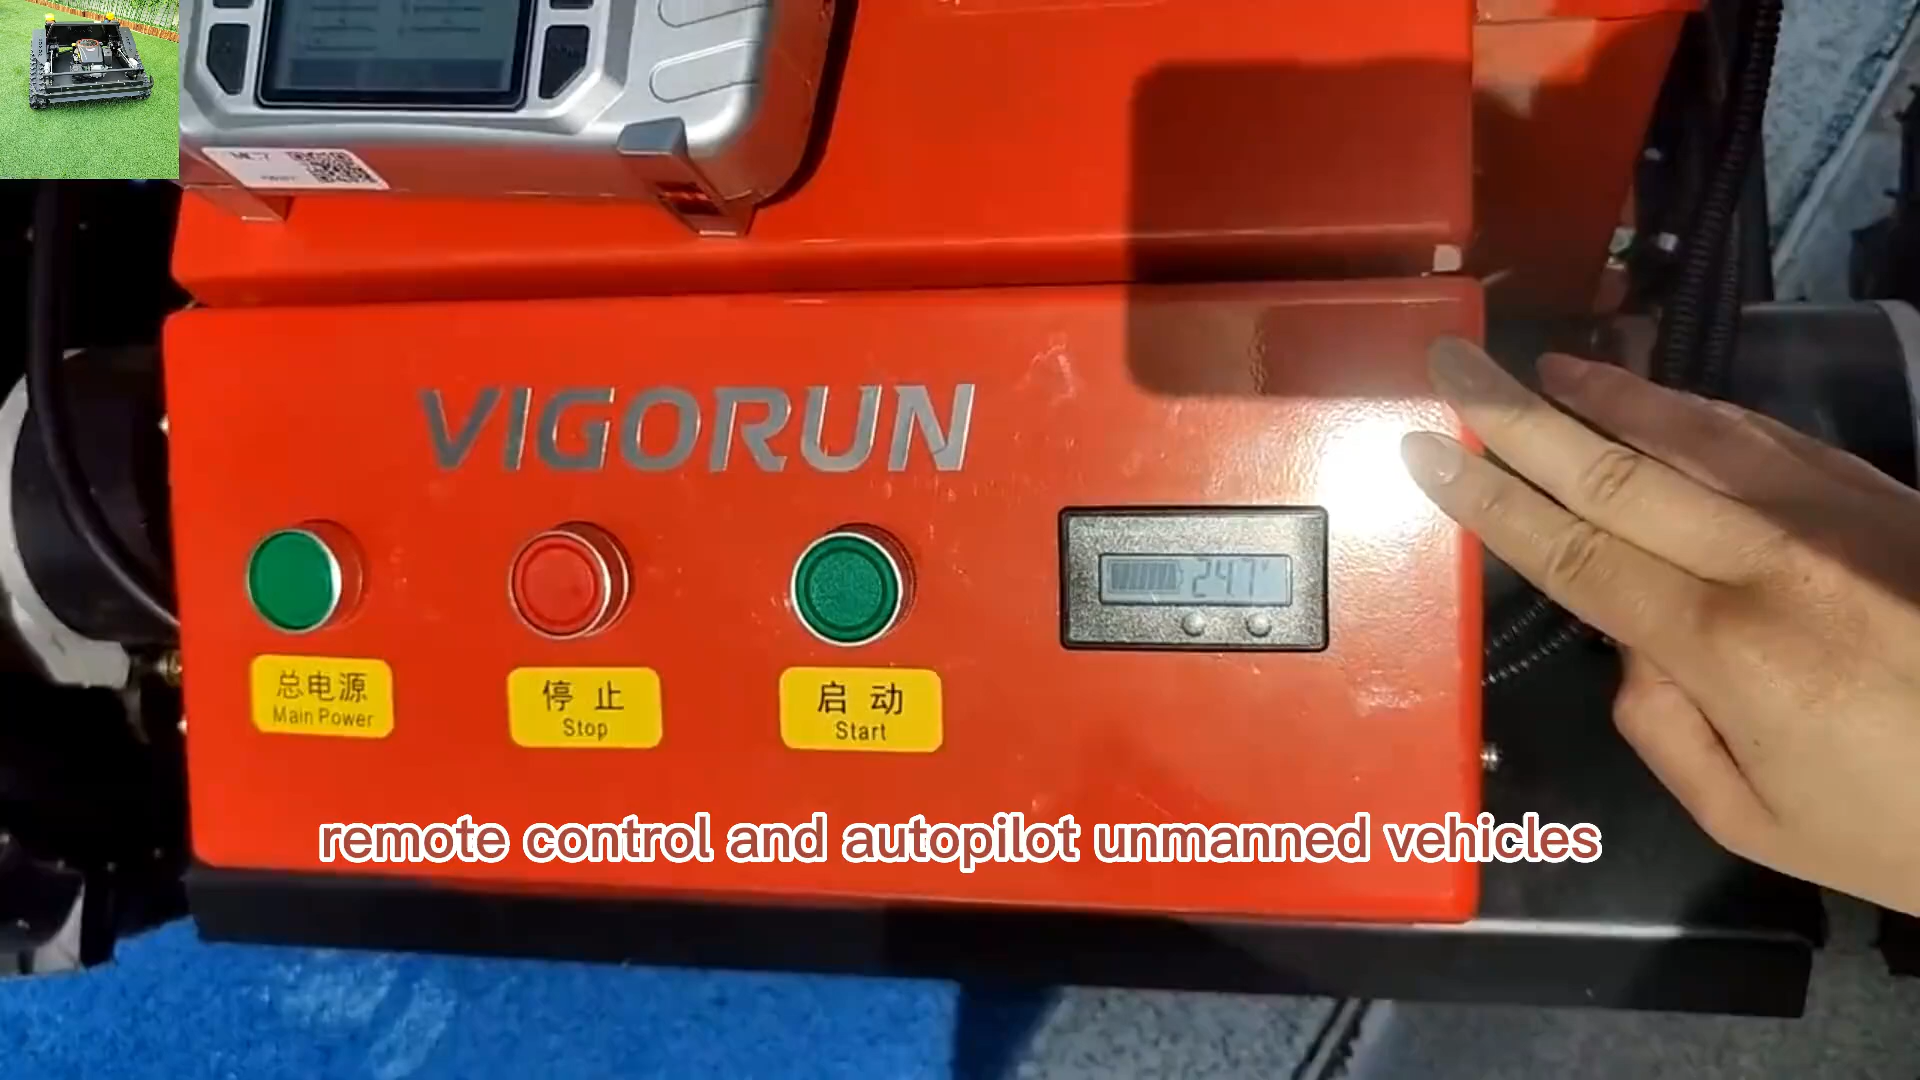 VIGORUN
24.7V
总电源
Main Power
停止
Stop
启动
Start
remote control and autopilot unmanned vehicles